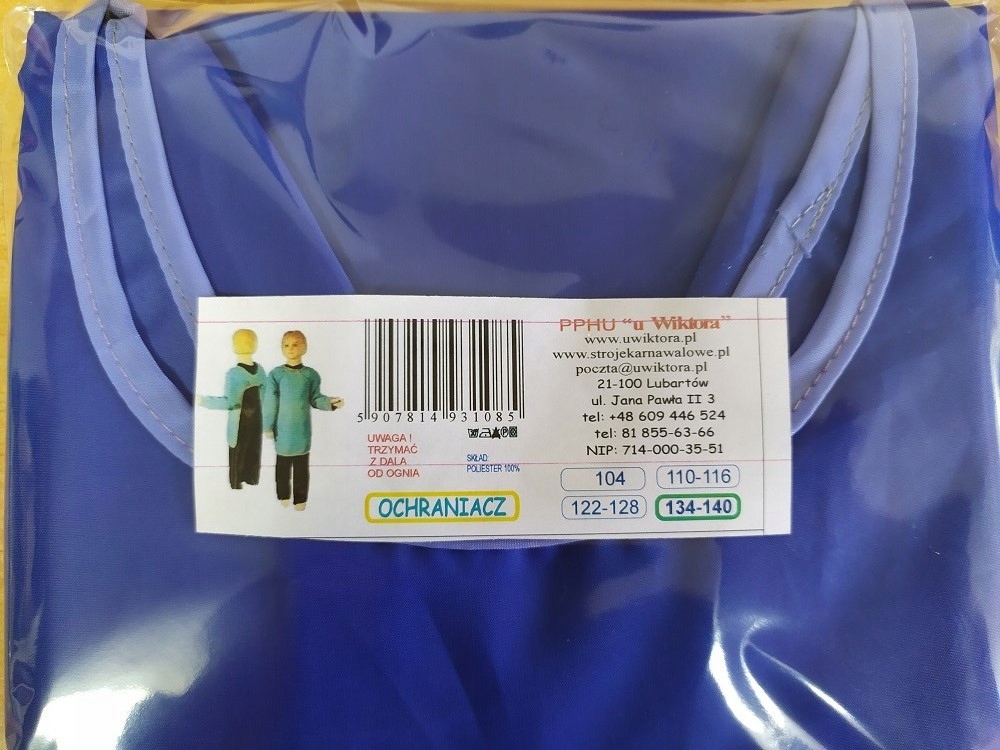 5 907814 931085
UWAGA !
TRZYMAĆ
Z DALA
OD OGNIA
SKŁAD:
POLIESTER 100%
OCHRANIACZ
PPHU “u Wiktora”
www.uwiktora.pl
www.strojekarnawalowe.pl
poczta@uwiktora.pl
21-100 Lubartów
ul. Jana Pawła II 3
tel: +48 609 446 524
tel: 81 855-63-66
NIP: 714-000-35-51
104 110-116
122-128 134-140